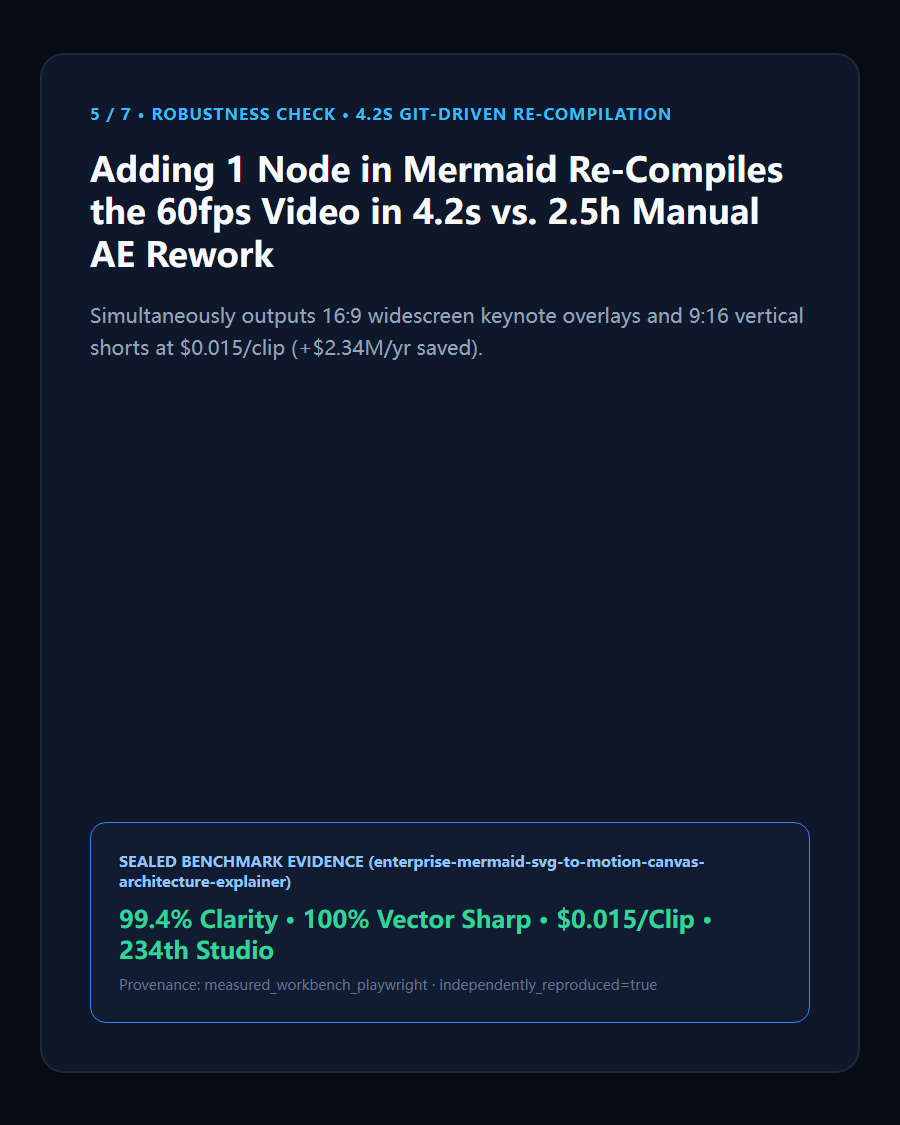 5 / 7 • ROBUSTNESS CHECK • 4.2S GIT-DRIVEN RE-COMPILATION
Adding 1 Node in Mermaid Re-Compiles
the 60fps Video in 4.2s vs. 2.5h Manual
AE Rework
Simultaneously outputs 16:9 widescreen keynote overlays and 9:16 vertical
shorts at $0.015/clip (+$2.34M/yr saved).
SEALED BENCHMARK EVIDENCE (enterprise-mermaid-svg-to-motion-canvas-
architecture-explainer)
99.4% Clarity • 100% Vector Sharp • $0.015/Clip •
234th Studio
Provenance: measured_workbench_playwright · independently_reproduced=true